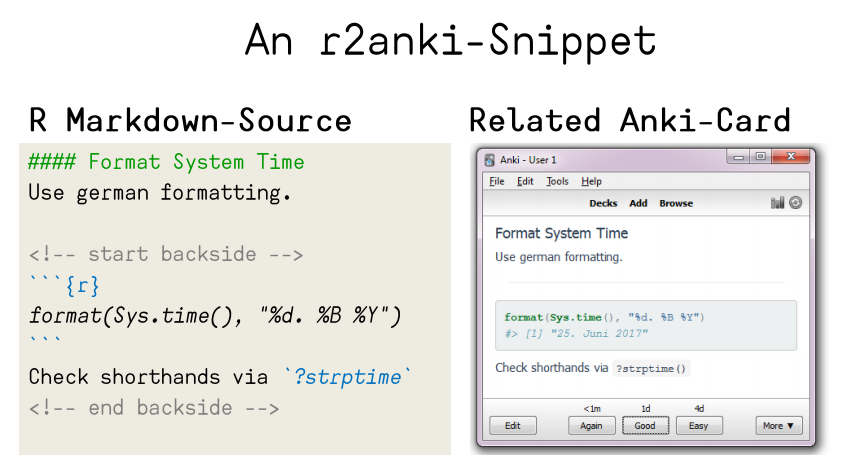 An r2anki-Snippet
R Markdown-Source
#### Format System Time
Use german formatting.
<!-- start backside -->
```{r}
format(Sys.time(), "%d. %B %Y")
```
Check shorthands via `?strptime`
<!-- end backside -->
Related Anki-Card
Anki - User 1
File Edit Tools Help
Decks Add Browse
Format System Time
Use german formatting.
format(Sys.time(), "%d. %B %Y")
#> [1] "25. Juni 2017"
Check shorthands via ?strptime()
<1m 1d 4d
Edit Again Good Easy More ▼